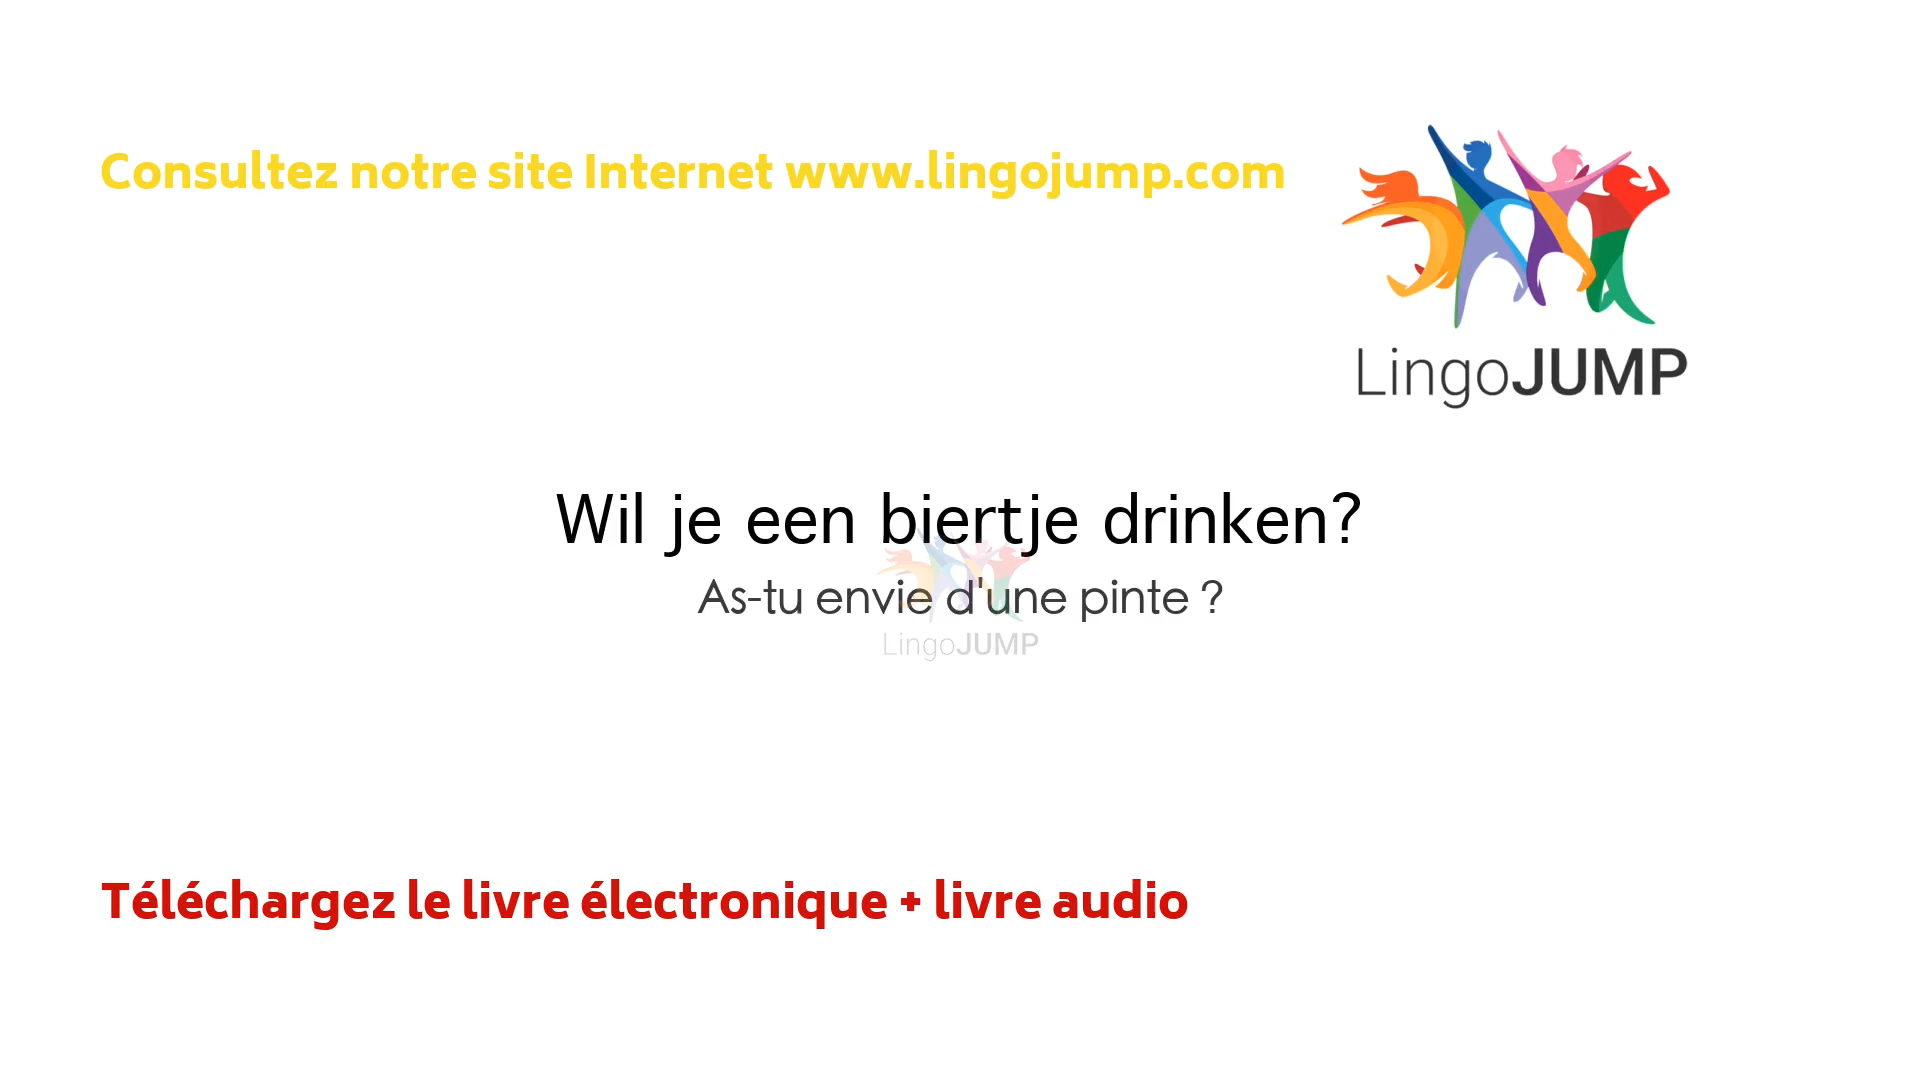 Consultez notre site Internet www.lingojump.com
LingoJUMP
Wil je een biertje drinken?
As-tu envie d'une pinte ?
LingoJUMP
Téléchargez le livre électronique + livre audio